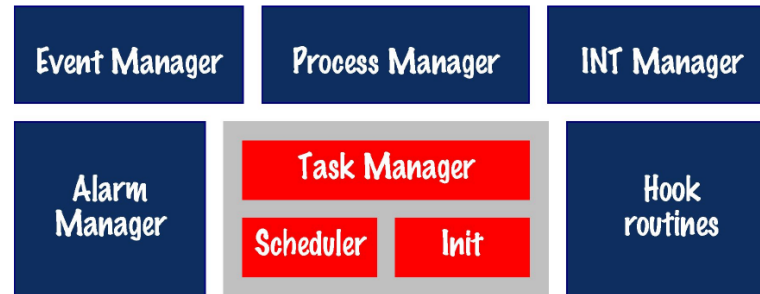 Event Manager
Process Manager
INT Manager
Alarm
Manager
Task Manager
Scheduler
Init
Hook
routines